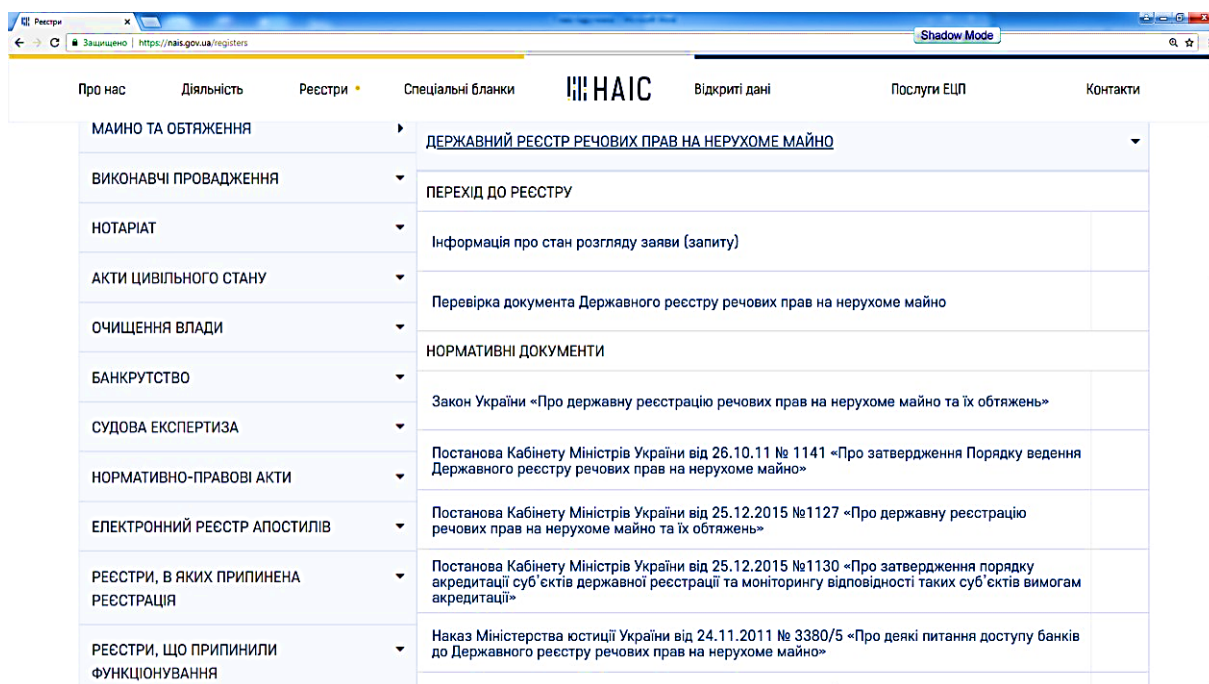 Реєстри
Shadow Mode
Защищено | https://nais.gov.ua/registers
Про нас Діяльність Реєстри Спеціальні бланки НАІС Відкриті дані Послуги ЕЦП Контакти
МАЙНО ТА ОБТЯЖЕННЯ
ВИКОНАВЧІ ПРОВАДЖЕННЯ
НОТАРІАТ
АКТИ ЦИВІЛЬНОГО СТАНУ
ОЧИЩЕННЯ ВЛАДИ
БАНКРУТСТВО
СУДОВА ЕКСПЕРТИЗА
НОРМАТИВНО-ПРАВОВІ АКТИ
ЕЛЕКТРОННИЙ РЕЄСТР АПОСТИЛІВ
РЕЄСТРИ, В ЯКИХ ПРИПИНЕНА
РЕЄСТРАЦІЯ
РЕЄСТРИ, ЩО ПРИПИНИЛИ
ФУНКЦІОНУВАННЯ
ДЕРЖАВНИЙ РЕЄСТР РЕЧОВИХ ПРАВ НА НЕРУХОМЕ МАЙНО
ПЕРЕХІД ДО РЕЄСТРУ
Інформація про стан розгляду заяви (запиту)
Перевірка документа Державного реєстру речових прав на нерухоме майно
НОРМАТИВНІ ДОКУМЕНТИ
Закон України «Про державну реєстрацію речових прав на нерухоме майно та їх обтяжень»
Постанова Кабінету Міністрів України від 26.10.11 № 1141 «Про затвердження Порядку ведення
Державного реєстру речових прав на нерухоме майно»
Постанова Кабінету Міністрів України від 25.12.2015 №1127 «Про державну реєстрацію
речових прав на нерухоме майно та їх обтяжень»
Постанова Кабінету Міністрів України від 25.12.2015 №1130 «Про затвердження порядку
акредитації суб'єктів державної реєстрації та моніторингу відповідності таких суб'єктів вимогам
акредитації»
Наказ Міністерства юстиції України від 24.11.2011 № 3380/5 «Про деякі питання доступу банків
до Державного реєстру речових прав на нерухоме майно»